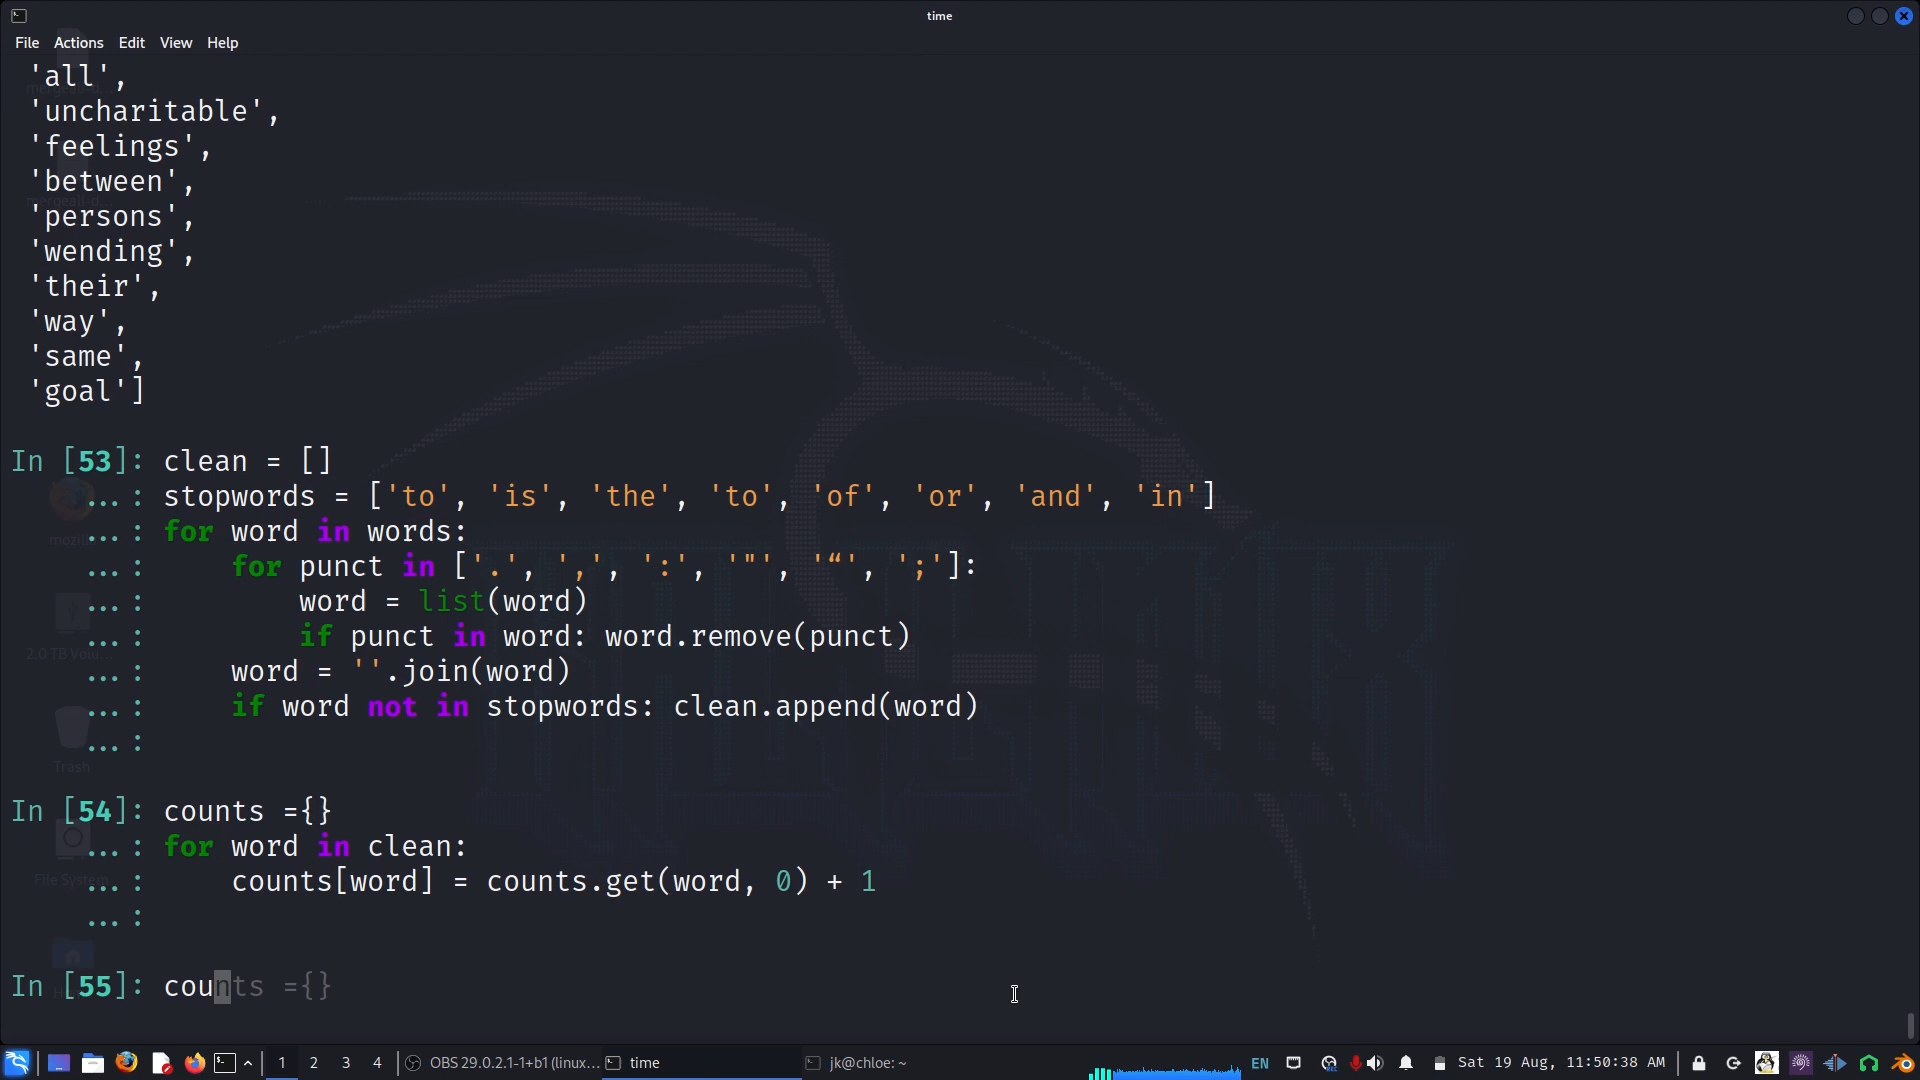 time
File Actions Edit View Help
'all',
'uncharitable',
'feelings',
'between',
'persons',
'wending',
'their',
'way',
'same',
'goal']
In [53]: clean = []
...: stopwords = ['to', 'is', 'the', 'to', 'of', 'or', 'and', 'in']
...: for word in words:
...:     for punct in ['.', ',', ':', '"', '“', ';']:
...:         word = list(word)
...:         if punct in word: word.remove(punct)
...:     word = ''.join(word)
...:     if word not in stopwords: clean.append(word)
...:
Trash
In [54]: counts ={}
...: for word in clean:
...:     counts[word] = counts.get(word, 0) + 1
File System
...:
In [55]: counts ={}
1 2 3 4 OBS 29.0.2.1-1+b1 (linux... time jk@chloe: ~ EN Sat 19 Aug, 11:50:38 AM